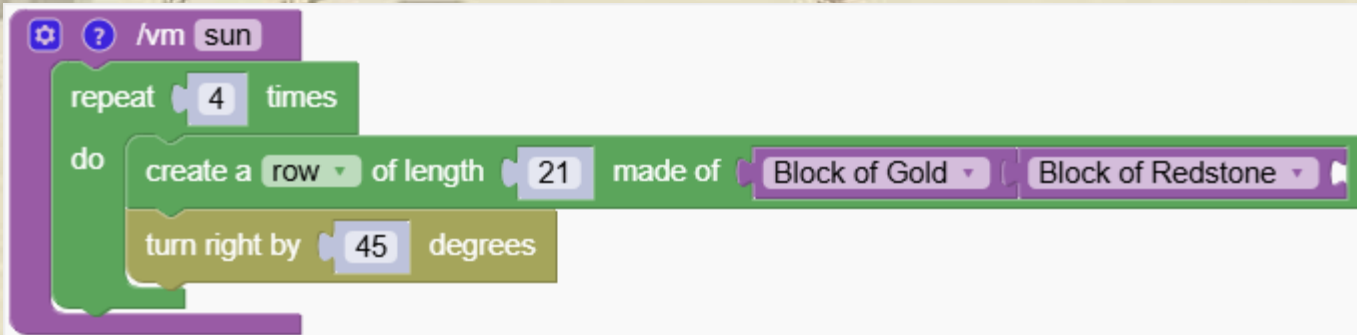 ? /vm sun
repeat 4 times
do create a row of length 21 made of Block of Gold Block of Redstone
turn right by 45 degrees